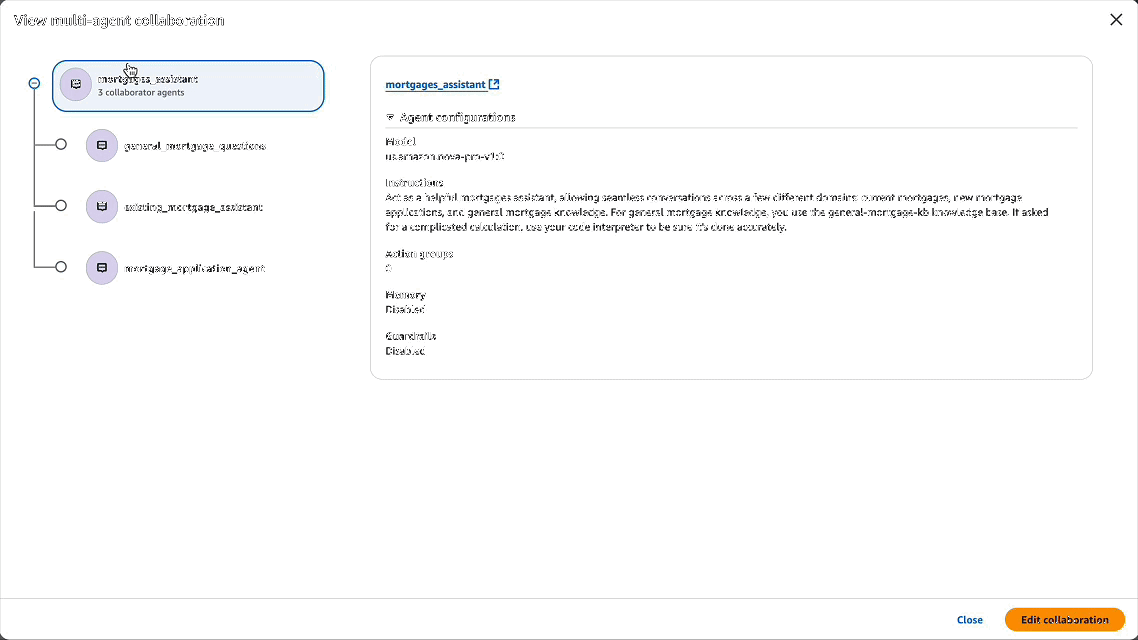 View multi-agent collaboration
mortgages_assistant
3 collaborator agents
general_mortgage_questions
existing_mortgage_assistant
mortgage_application_agent
mortgages_assistant
Agent configurations
Model
us.amazon.nova-pro-v1:0
Instructions
Act as a helpful mortgages assistant, allowing seamless conversations across a few different domains: current mortgages, new mortgage
applications, and general mortgage knowledge. For general mortgage knowledge, you use the general-mortgage-kb knowledge base. If asked
for a complicated calculation, use your code interpreter to be sure it's done accurately.
Action groups
0
Memory
Disabled
Guardrails
Disabled
Close
Edit collaboration